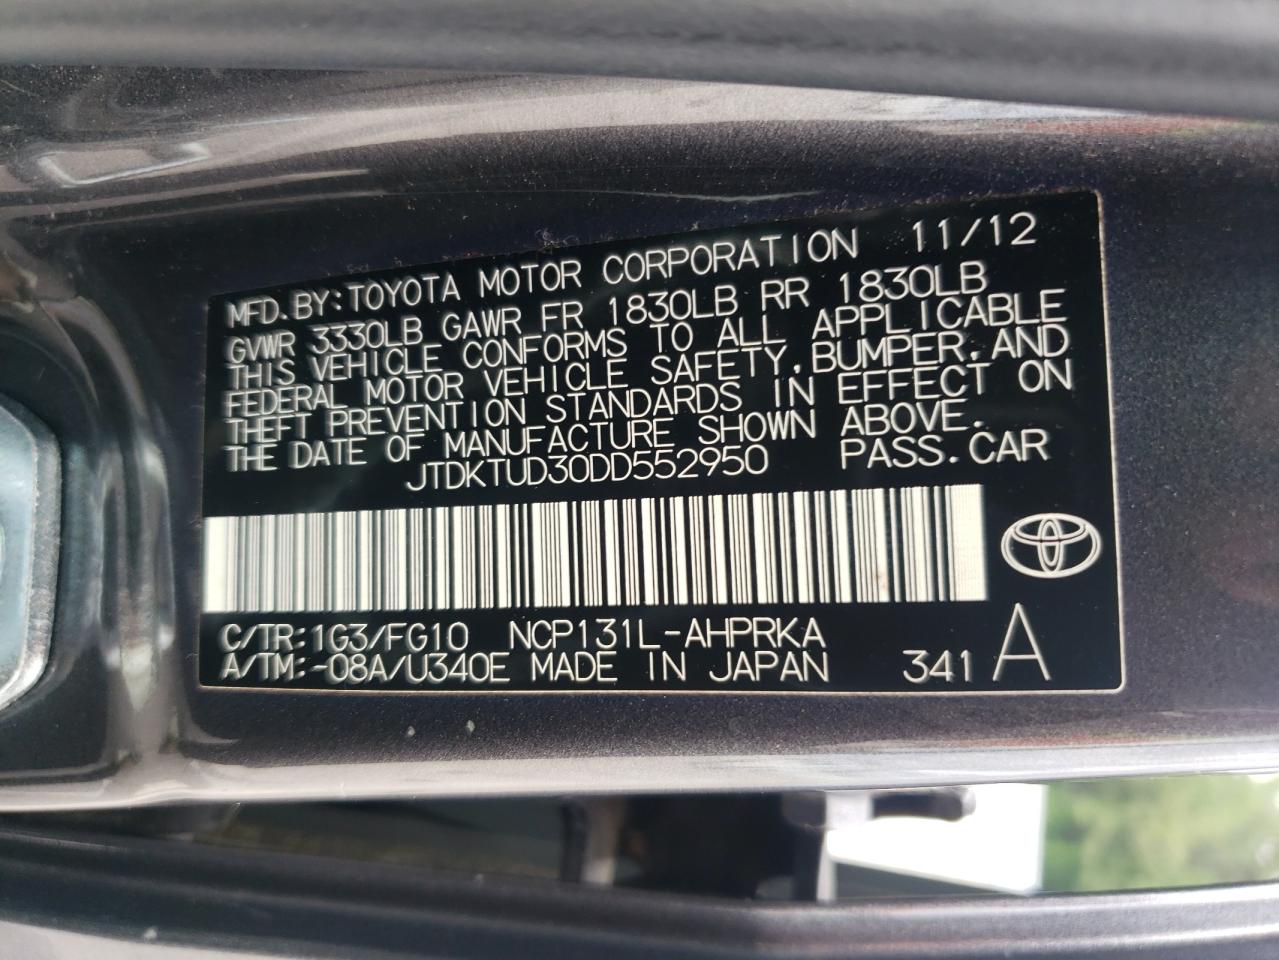 MFD.BY:TOYOTA MOTOR CORPORATION 11/12
GVWR 3330LB GAWR FR 1830LB RR 1830LB
THIS VEHICLE CONFORMS TO ALL APPLICABLE
FEDERAL MOTOR VEHICLE SAFETY,BUMPER,AND
THEFT PREVENTION STANDARDS IN EFFECT ON
THE DATE OF MANUFACTURE SHOWN ABOVE.
JTDKTUD30DD552950 PASS.CAR
C/TR:1G3/FG10 NCP131L-AHPRKA
A/TM:-08A/U340E MADE IN JAPAN 341 A